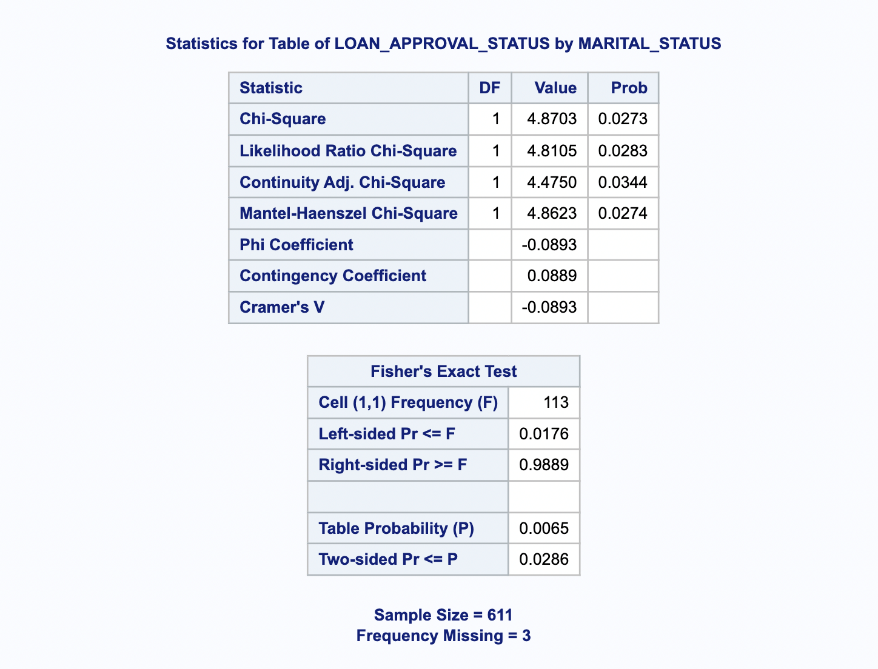 Statistics for Table of LOAN_APPROVAL_STATUS by MARITAL_STATUS
Statistic DF Value Prob
Chi-Square 1 4.8703 0.0273
Likelihood Ratio Chi-Square 1 4.8105 0.0283
Continuity Adj. Chi-Square 1 4.4750 0.0344
Mantel-Haenszel Chi-Square 1 4.8623 0.0274
Phi Coefficient -0.0893
Contingency Coefficient 0.0889
Cramer's V -0.0893
Fisher's Exact Test
Cell (1,1) Frequency (F) 113
Left-sided Pr <= F 0.0176
Right-sided Pr >= F 0.9889
Table Probability (P) 0.0065
Two-sided Pr <= P 0.0286
Sample Size = 611
Frequency Missing = 3